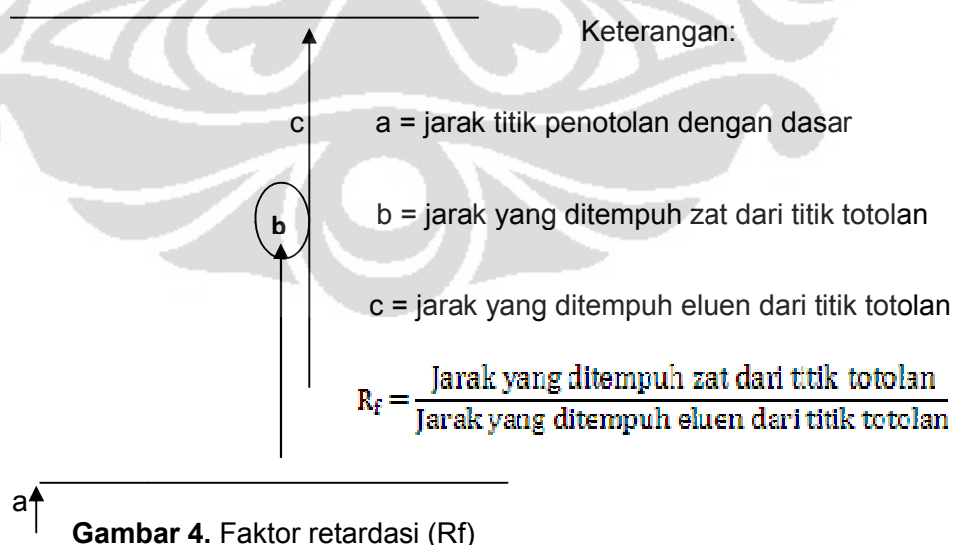 Keterangan:
c
a = jarak titik penotolan dengan dasar
b
b = jarak yang ditempuh zat dari titik totolan
c = jarak yang ditempuh eluen dari titik totolan
Rf = Jarak yang ditempuh zat dari titik totolan
Jarak yang ditempuh eluen dari titik totolan
a
Gambar 4. Faktor retardasi (Rf)